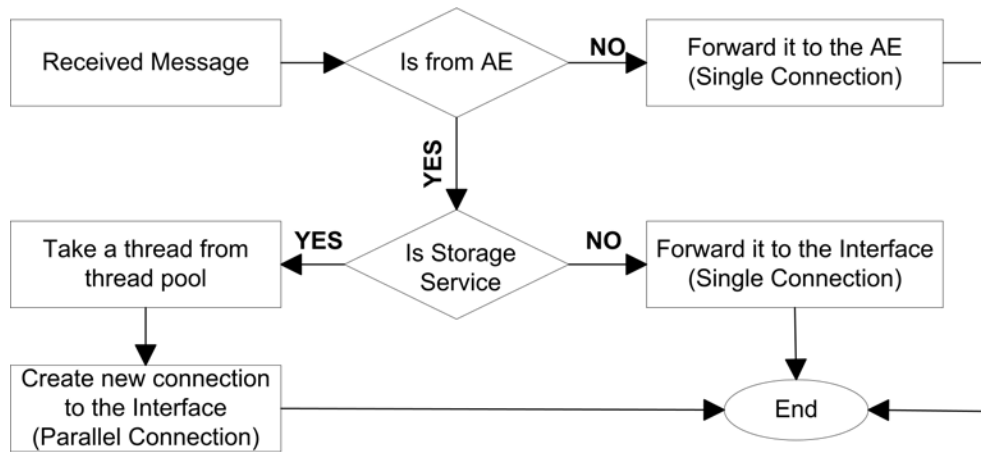 Received Message
Is from AE
NO
Forward it to the AE
(Single Connection)
YES
Take a thread from
thread pool
YES
Is Storage
Service
NO
Forward it to the Interface
(Single Connection)
Create new connection
to the Interface
(Parallel Connection)
End